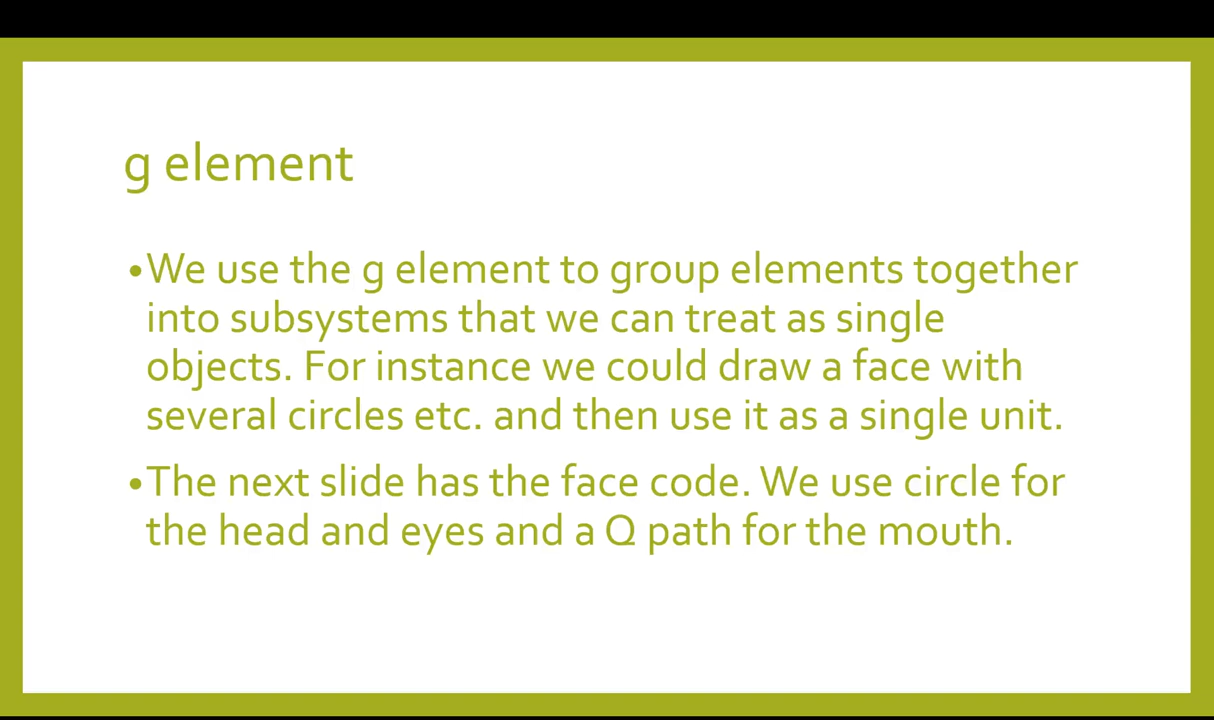 g element
•We use the g element to group elements together
into subsystems that we can treat as single
objects. For instance we could draw a face with
several circles etc. and then use it as a single unit.
•The next slide has the face code. We use circle for
the head and eyes and a Q path for the mouth.